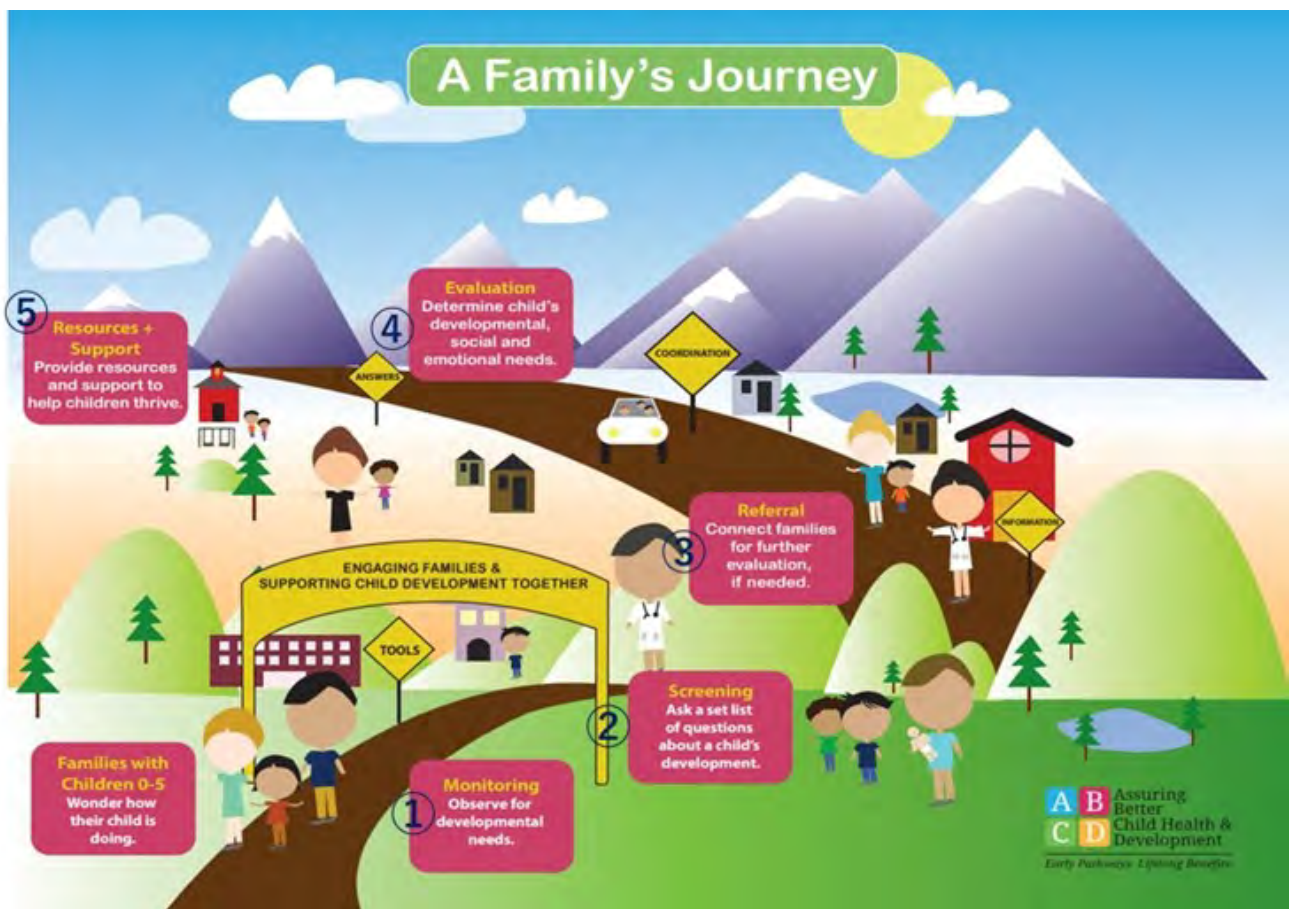 A Family's Journey
5
Resources +
Support
Provide resources
and support to
help children thrive.
4
Evaluation
Determine child's
developmental,
social and
emotional needs.
ANSWERS
COORDINATION
3
Referral
Connect families
for further
evaluation,
if needed.
INFORMATION
ENGAGING FAMILIES &
SUPPORTING CHILD DEVELOPMENT TOGETHER
TOOLS
2
Screening
Ask a set list
of questions
about a child's
development.
Families with
Children 0-5
Wonder how
their child is
doing.
1
Monitoring
Observe for
developmental
needs.
A B
C D
Assuring
Better
Child Health &
Development
Early Pathways Lifelong Benefits